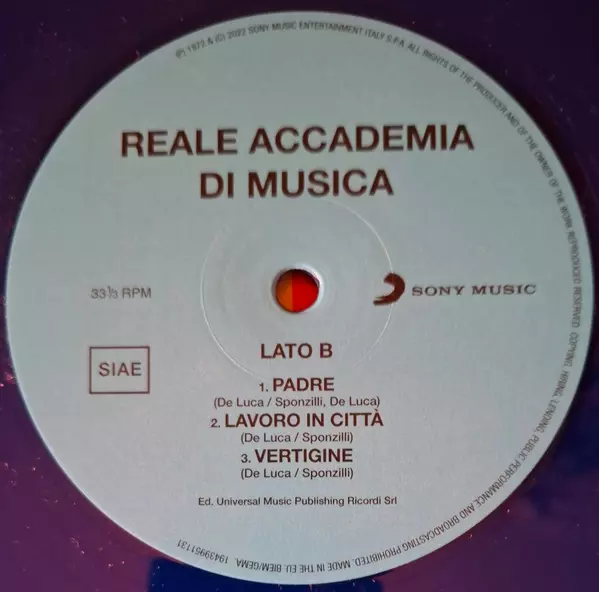 (P) 1972 & (C) 2022 SONY MUSIC ENTERTAINMENT ITALY S.P.A. ALL RIGHTS OF THE PRODUCER AND OF THE OWNER OF THE WORK REPRODUCED RESERVED. COPYING, HIRING, LENDING, PUBLIC PERFORMANCE AND BROADCASTING PROHIBITED. MADE IN THE EU. BIEM/GEMA. 19439951131
REALE ACCADEMIA
DI MUSICA
33⅓ RPM
SONY MUSIC
SIAE
LATO B
1. PADRE
(De Luca / Sponzilli, De Luca)
2. LAVORO IN CITTÀ
(De Luca / Sponzilli)
3. VERTIGINE
(De Luca / Sponzilli)
Ed. Universal Music Publishing Ricordi Srl